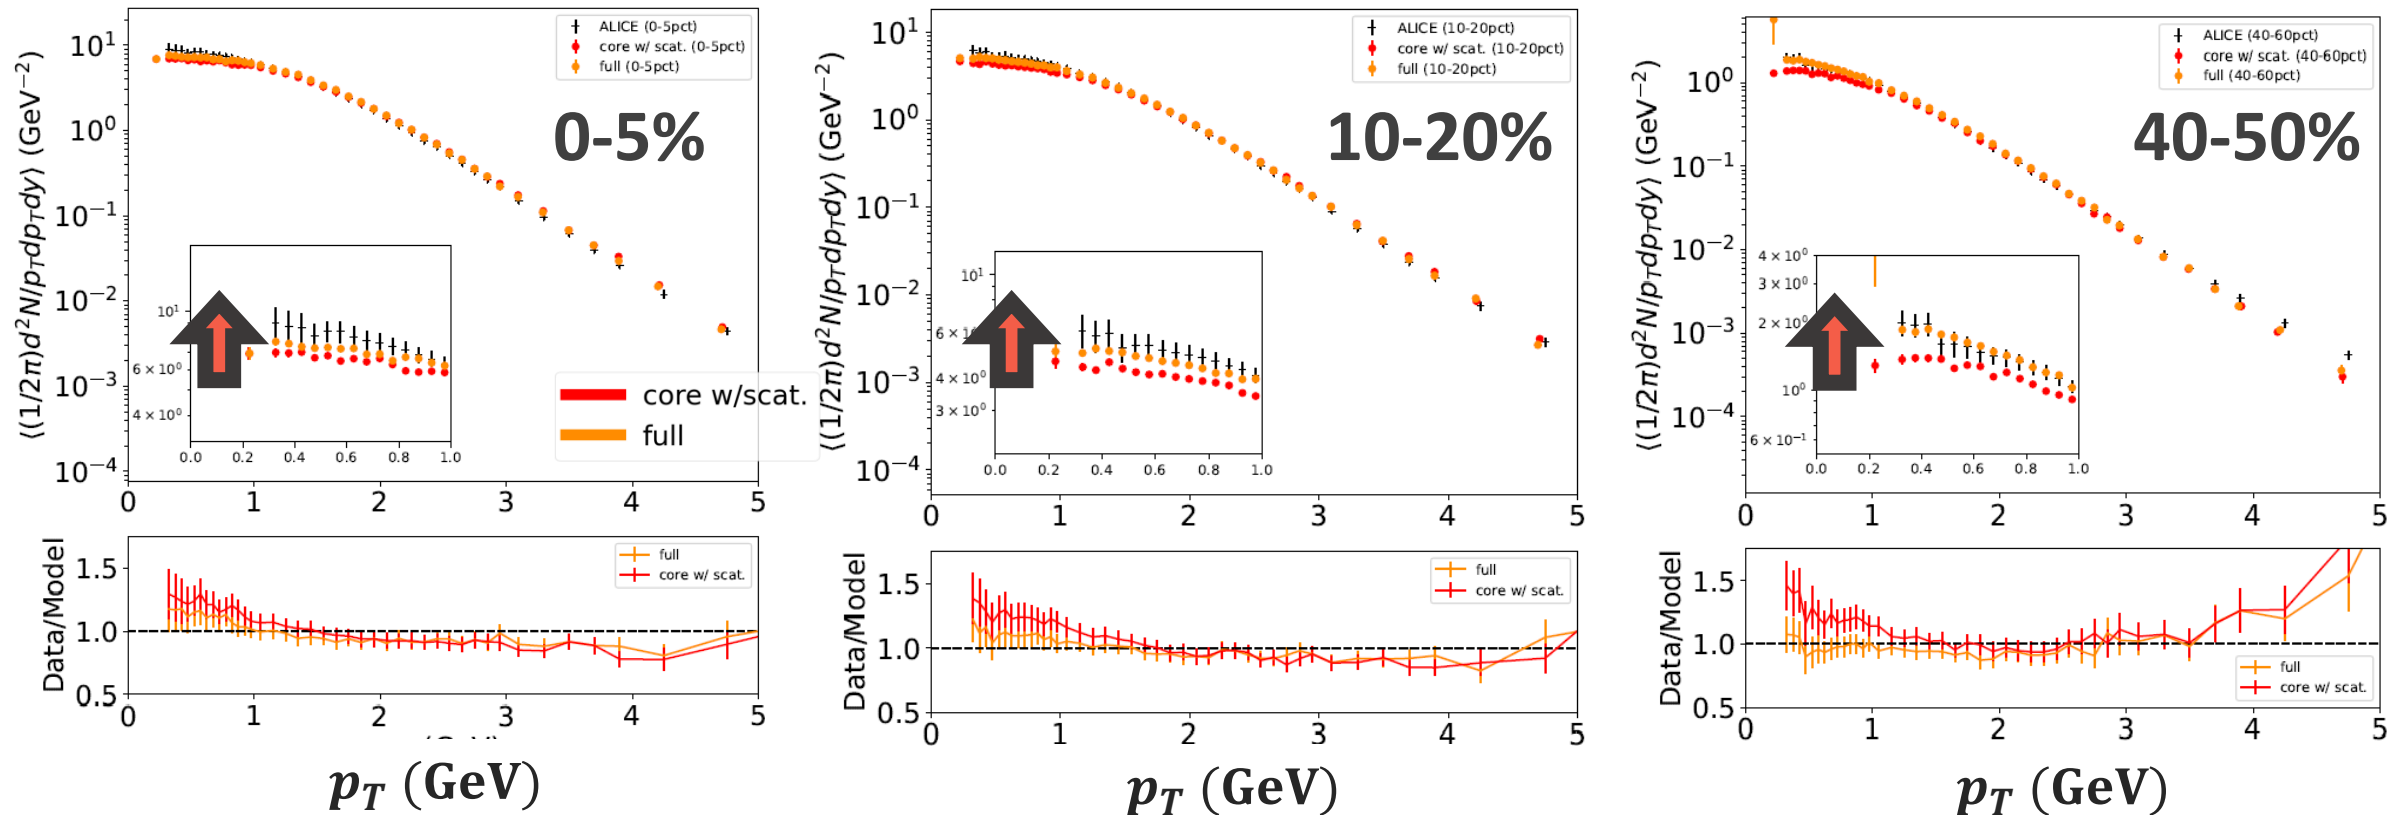 ALICE (0-5pct)
core w/ scat. (0-5pct)
full (0-5pct)
0-5%
⟨(1/2π)d²N/p_T dp_T dy⟩ (GeV⁻²)
10¹
10⁰
10⁻¹
10⁻²
10⁻³
10⁻⁴
10¹
6 × 10⁰
4 × 10⁰
0.0 0.2 0.4 0.6 0.8 1.0
core w/scat.
full
0 1 2 3 4 5
Data/Model
1.5
1.0
0.5
full
core w/ scat.
0 1 2 3 4 5
p_T (GeV)
ALICE (10-20pct)
core w/ scat. (10-20pct)
full (10-20pct)
10-20%
⟨(1/2π)d²N/p_T dp_T dy⟩ (GeV⁻²)
10¹
10⁰
10⁻¹
10⁻²
10⁻³
10⁻⁴
10¹
4 × 10⁰
3 × 10⁰
0.0 0.2 0.4 0.6 0.8 1.0
0 1 2 3 4 5
Data/Model
1.5
1.0
0.5
full
core w/ scat.
0 1 2 3 4 5
p_T (GeV)
ALICE (40-60pct)
core w/ scat. (40-60pct)
full (40-60pct)
40-50%
⟨(1/2π)d²N/p_T dp_T dy⟩ (GeV⁻²)
10⁰
10⁻¹
10⁻²
10⁻³
10⁻⁴
4 × 10⁰
3 × 10⁰
2 × 10⁰
10⁰
6 × 10⁻¹
0.0 0.2 0.4 0.6 0.8 1.0
0 1 2 3 4 5
Data/Model
1.5
1.0
0.5
full
core w/ scat.
0 1 2 3 4 5
p_T (GeV)